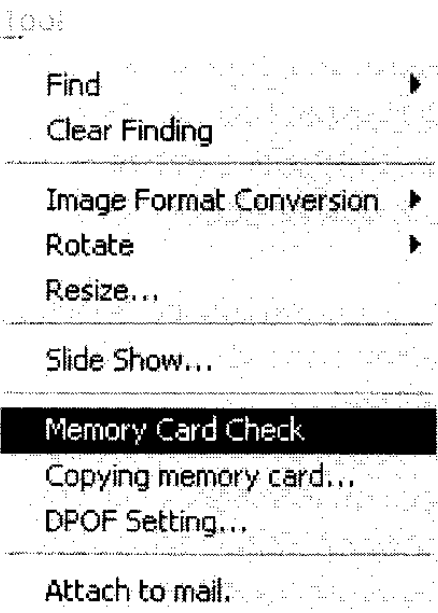 Tool
Find
Clear Finding
Image Format Conversion
Rotate
Resize...
Slide Show...
Memory Card Check
Copying memory card...
DPOF Setting...
Attach to mail.